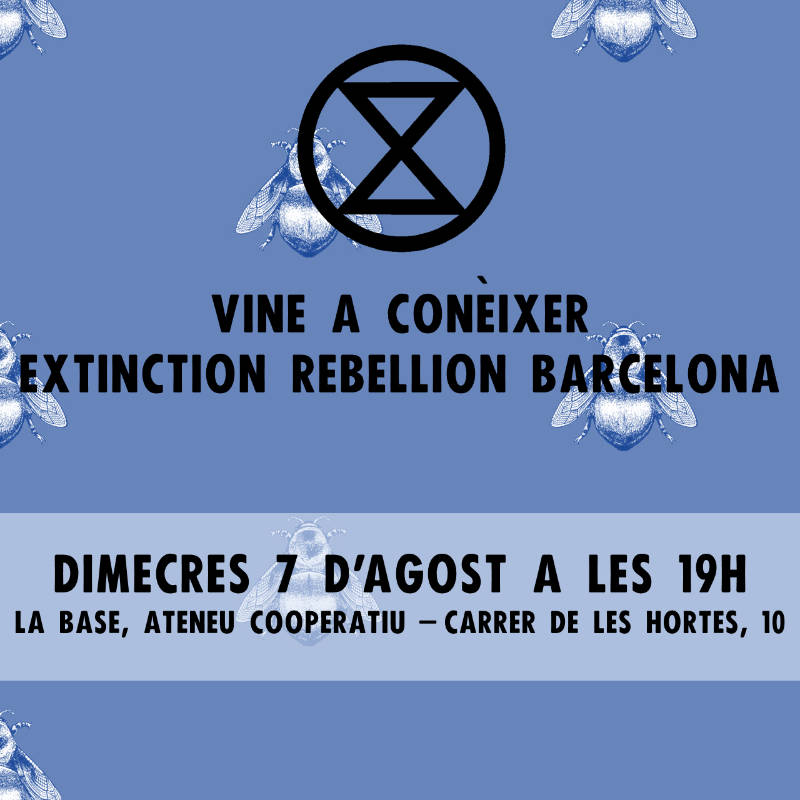 VINE A CONÈIXER
EXTINCTION REBELLION BARCELONA
DIMECRES 7 D'AGOST A LES 19H
LA BASE, ATENEU COOPERATIU – CARRER DE LES HORTES, 10